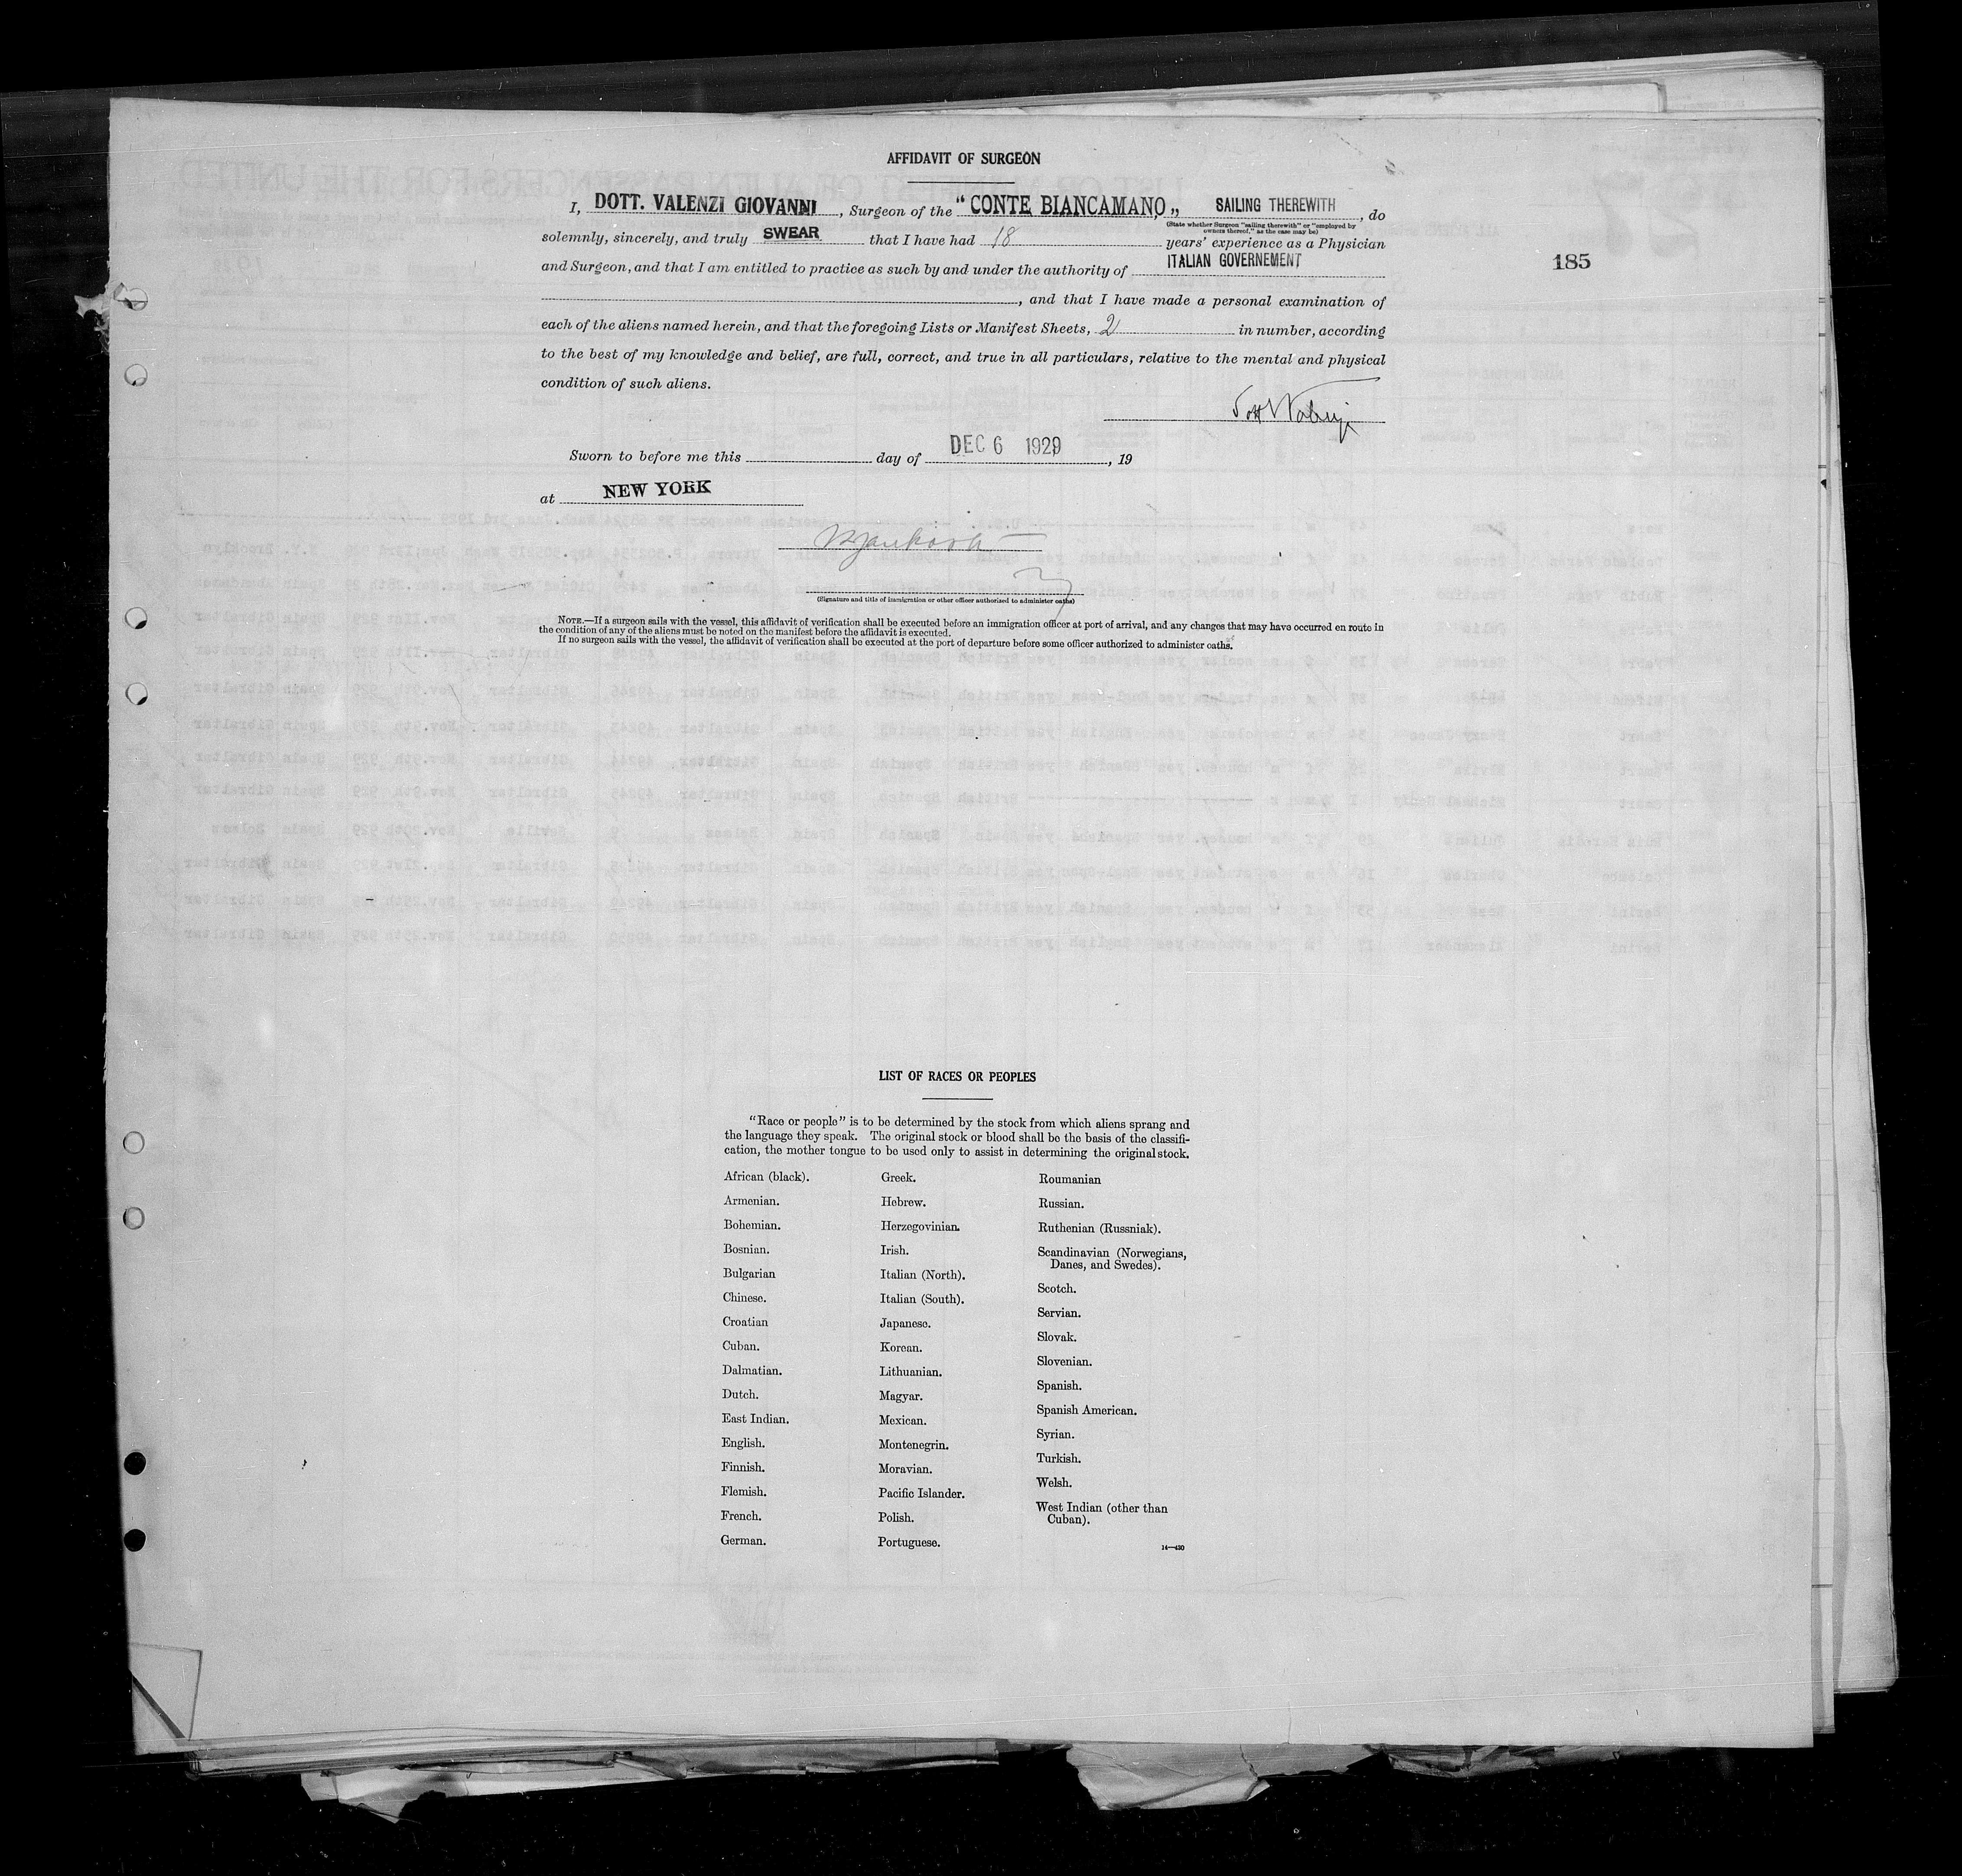 AFFIDAVIT OF SURGEON
I, DOTT. VALENZI GIOVANNI, Surgeon of the "CONTE BIANCAMANO," SAILING THEREWITH, do
(State whether Surgeon "sailing therewith" or "employed by owners thereof," as the case may be)
solemnly, sincerely, and truly SWEAR that I have had 18 years' experience as a Physician
and Surgeon, and that I am entitled to practice as such by and under the authority of ITALIAN GOVERNEMENT
185
, and that I have made a personal examination of
each of the aliens named herein, and that the foregoing Lists or Manifest Sheets, 2 in number, according
to the best of my knowledge and belief, are full, correct, and true in all particulars, relative to the mental and physical
condition of such aliens.
Sworn to before me this day of DEC 6 1929, 19
at NEW YORK
(Signature and title of immigration or other officer authorized to administer oaths)
NOTE.—If a surgeon sails with the vessel, this affidavit of verification shall be executed before an immigration officer at port of arrival, and any changes that may have occurred en route in
the condition of any of the aliens must be noted on the manifest before the affidavit is executed.
If no surgeon sails with the vessel, the affidavit of verification shall be executed at the port of departure before some officer authorized to administer oaths.
LIST OF RACES OR PEOPLES
"Race or people" is to be determined by the stock from which aliens sprang and
the language they speak. The original stock or blood shall be the basis of the classifi-
cation, the mother tongue to be used only to assist in determining the original stock.
African (black).
Armenian.
Bohemian.
Bosnian.
Bulgarian
Chinese.
Croatian
Cuban.
Dalmatian.
Dutch.
East Indian.
English.
Finnish.
Flemish.
French.
German.
Greek.
Hebrew.
Herzegovinian.
Irish.
Italian (North).
Italian (South).
Japanese.
Korean.
Lithuanian.
Magyar.
Mexican.
Montenegrin.
Moravian.
Pacific Islander.
Polish.
Portuguese.
Roumanian
Russian.
Ruthenian (Russniak).
Scandinavian (Norwegians,
Danes, and Swedes).
Scotch.
Servian.
Slovak.
Slovenian.
Spanish.
Spanish American.
Syrian.
Turkish.
Welsh.
West Indian (other than
Cuban).
14—430